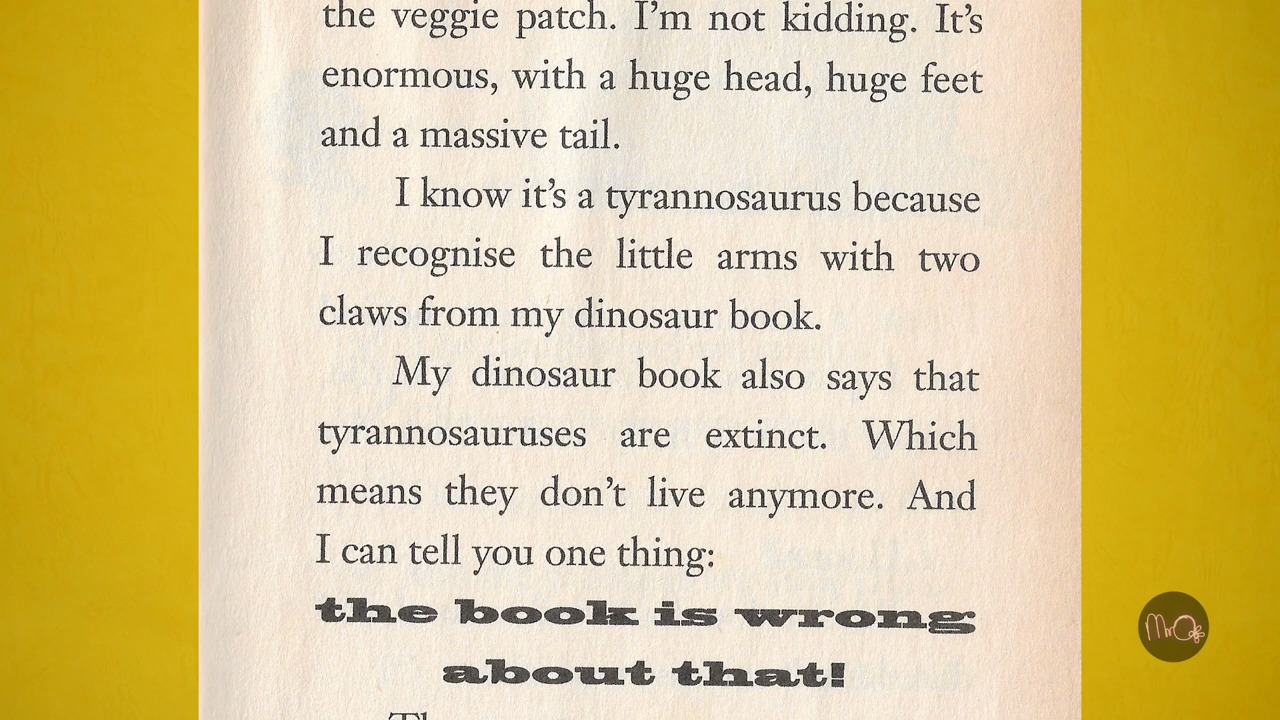 the veggie patch. I'm not kidding. It's
enormous, with a huge head, huge feet
and a massive tail.
I know it's a tyrannosaurus because
I recognise the little arms with two
claws from my dinosaur book.
My dinosaur book also says that
tyrannosauruses are extinct. Which
means they don't live anymore. And
I can tell you one thing:
the book is wrong
about that!